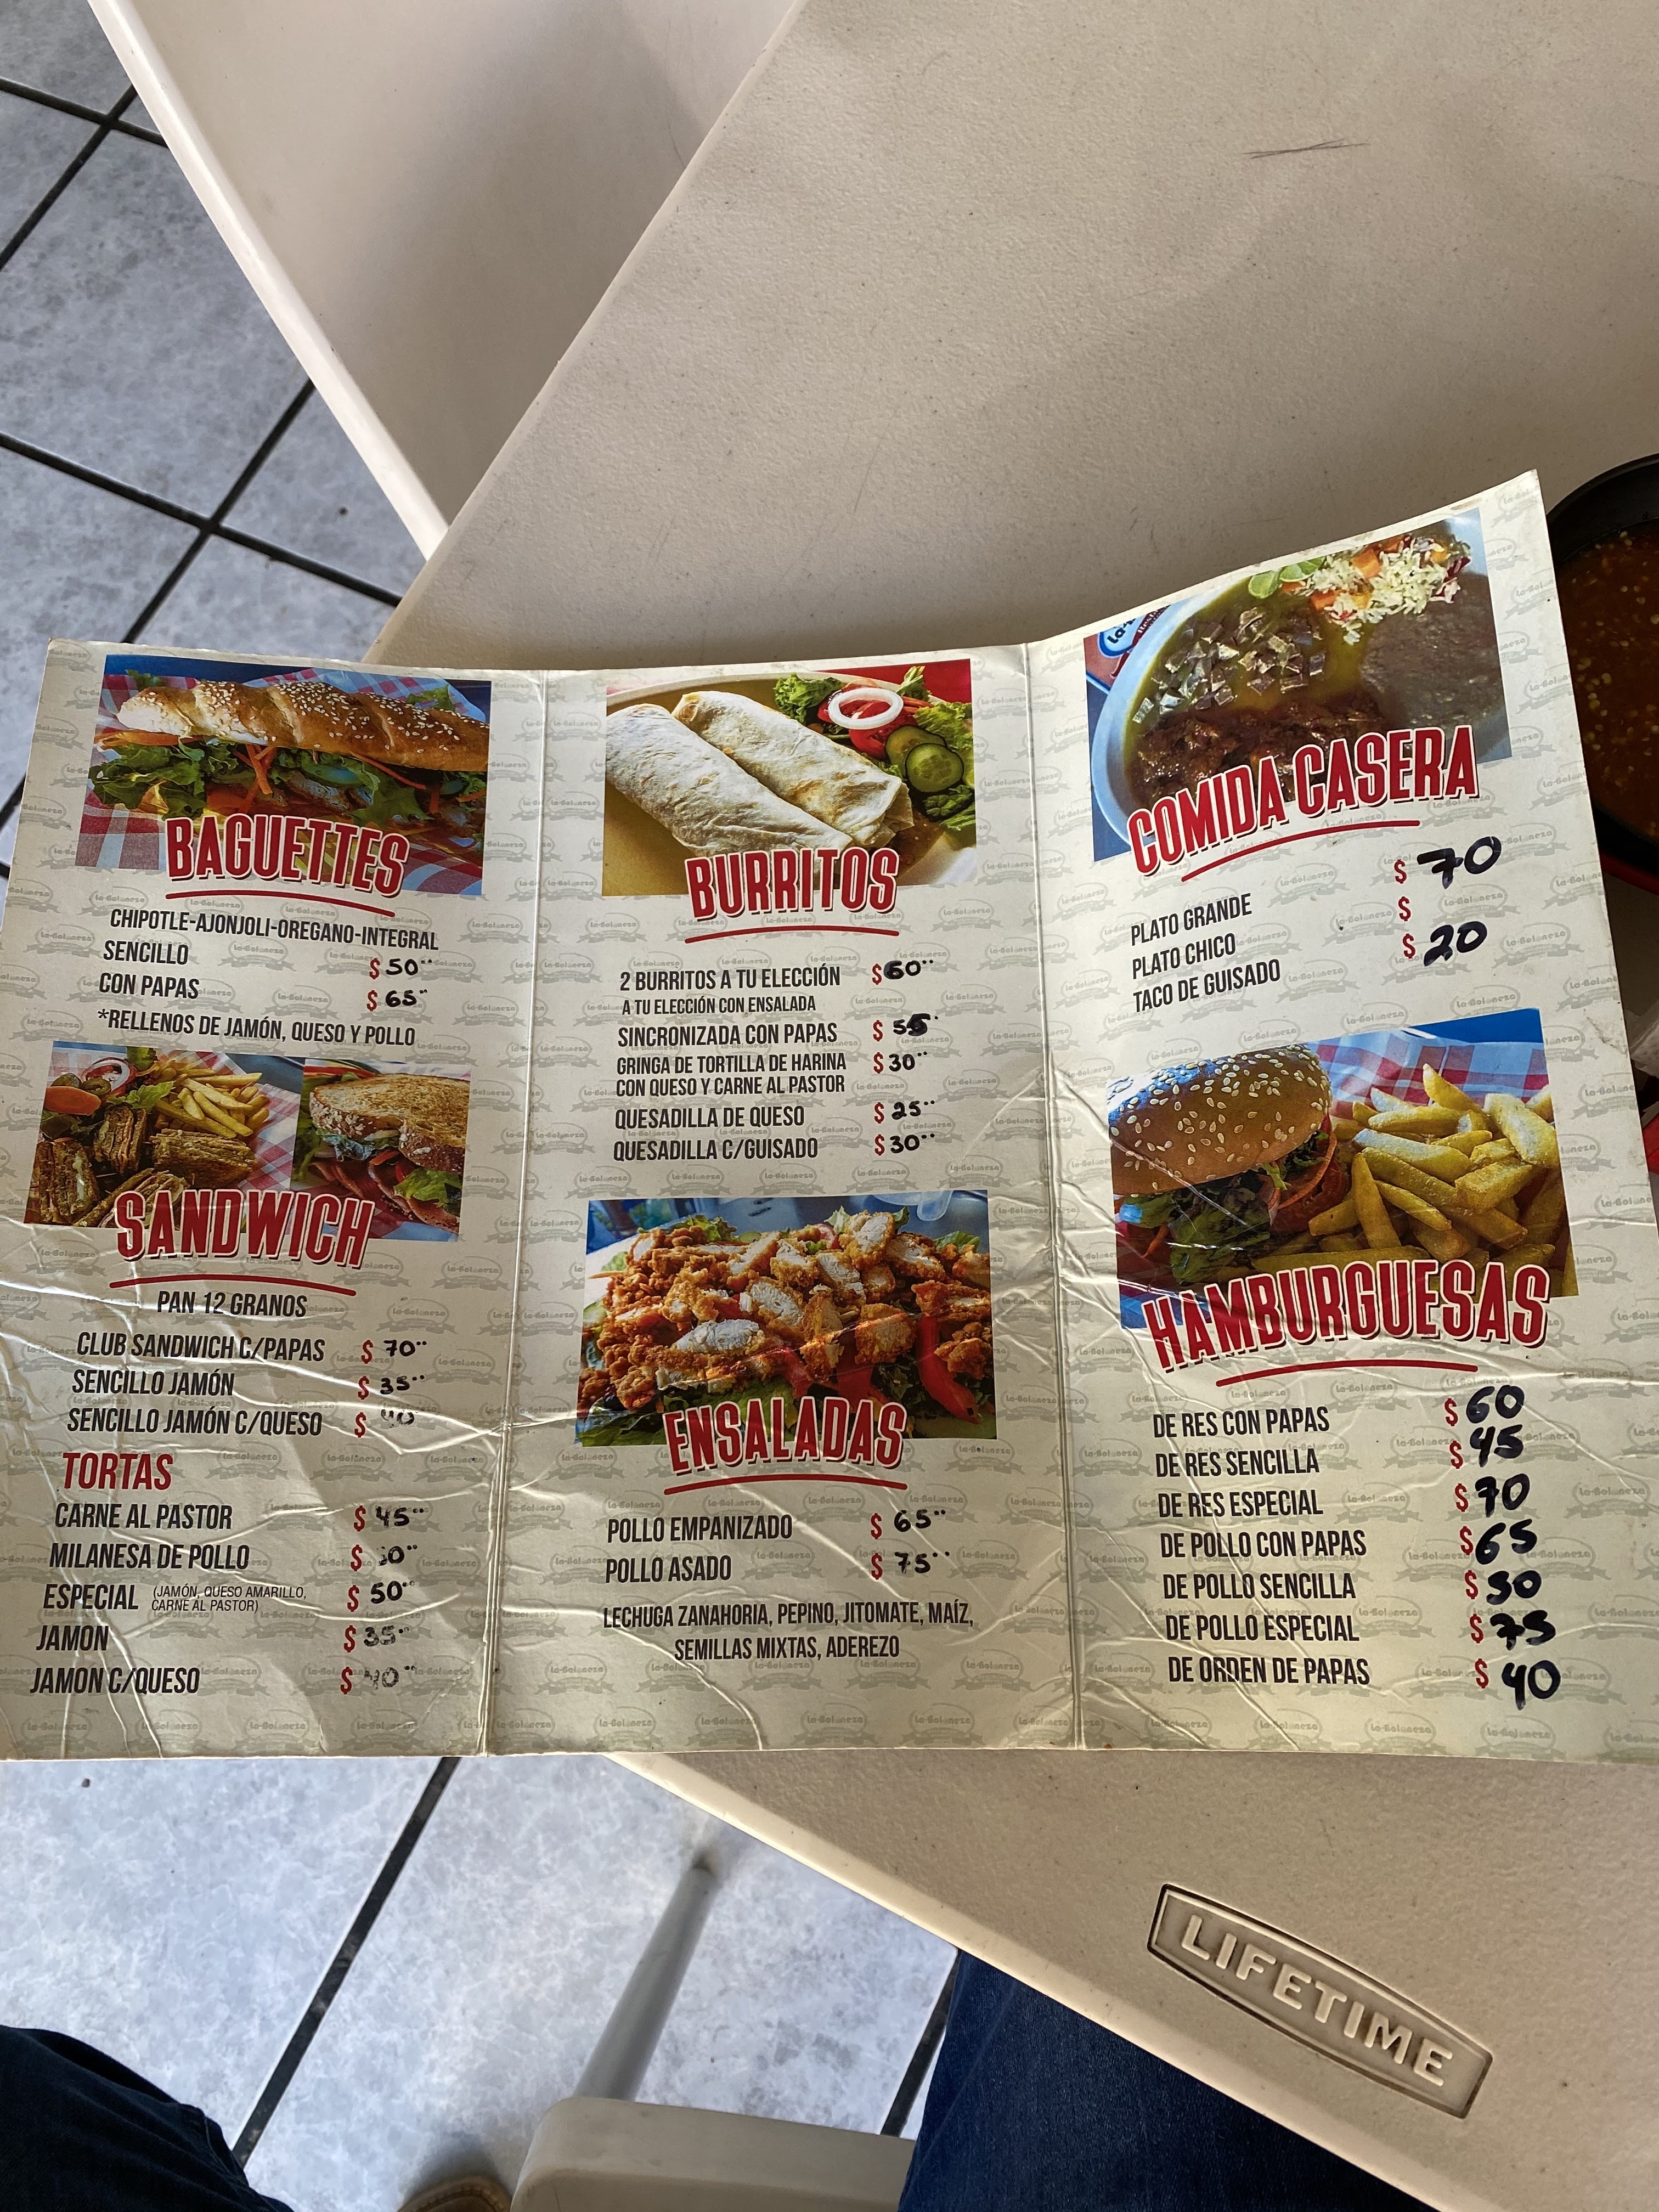 BAGUETTES
CHIPOTLE-AJONJOLI-OREGANO-INTEGRAL
SENCILLO $50
CON PAPAS $65
*RELLENOS DE JAMÓN, QUESO Y POLLO
SANDWICH
PAN 12 GRANOS
CLUB SANDWICH C/PAPAS $70
SENCILLO JAMÓN $35
SENCILLO JAMÓN C/QUESO $40
TORTAS
CARNE AL PASTOR $45
MILANESA DE POLLO $
ESPECIAL (JAMÓN, QUESO AMARILLO, $50
CARNE AL PASTOR)
JAMON $35
JAMON C/QUESO $40
BURRITOS
2 BURRITOS A TU ELECCIÓN $60
A TU ELECCIÓN CON ENSALADA
SINCRONIZADA CON PAPAS $55
GRINGA DE TORTILLA DE HARINA $30
CON QUESO Y CARNE AL PASTOR
QUESADILLA DE QUESO $25
QUESADILLA C/GUISADO $30
ENSALADAS
POLLO EMPANIZADO $65
POLLO ASADO $75
LECHUGA ZANAHORIA, PEPINO, JITOMATE, MAÍZ,
SEMILLAS MIXTAS, ADEREZO
COMIDA CASERA
PLATO GRANDE $70
PLATO CHICO $
TACO DE GUISADO $20
HAMBURGUESAS
DE RES CON PAPAS $60
DE RES SENCILLA $45
DE RES ESPECIAL $70
DE POLLO CON PAPAS $65
DE POLLO SENCILLA $50
DE POLLO ESPECIAL $75
DE ORDEN DE PAPAS $40
LIFETIME